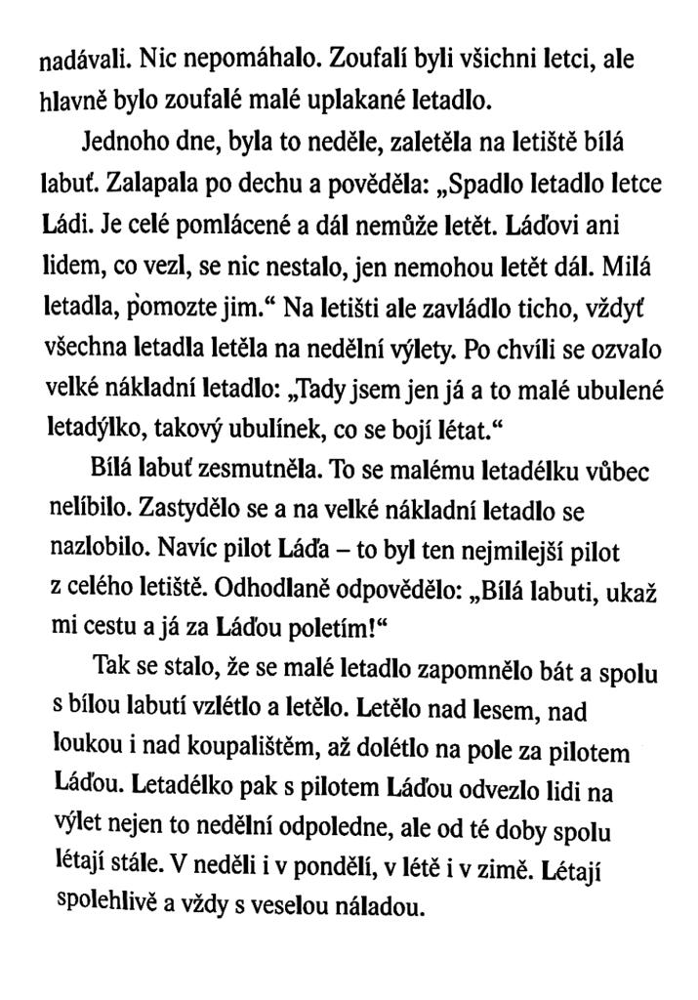 nadávali. Nic nepomáhalo. Zoufalí byli všichni letci, ale
hlavně bylo zoufalé malé uplakané letadlo.
Jednoho dne, byla to neděle, zaletěla na letiště bílá
labuť. Zalapala po dechu a pověděla: „Spadlo letadlo letce
Ládi. Je celé pomlácené a dál nemůže letět. Láďovi ani
lidem, co vezl, se nic nestalo, jen nemohou letět dál. Milá
letadla, pomozte jim.“ Na letišti ale zavládlo ticho, vždyť
všechna letadla letěla na nedělní výlety. Po chvíli se ozvalo
velké nákladní letadlo: „Tady jsem jen já a to malé ubulené
letadýlko, takový ubulínek, co se bojí létat.“
Bílá labuť zesmutněla. To se malému letadélku vůbec
nelíbilo. Zastydělo se a na velké nákladní letadlo se
nazlobilo. Navíc pilot Láďa – to byl ten nejmilejší pilot
z celého letiště. Odhodlaně odpovědělo: „Bílá labuti, ukaž
mi cestu a já za Láďou poletím!“
Tak se stalo, že se malé letadlo zapomnělo bát a spolu
s bílou labutí vzlétlo a letělo. Letělo nad lesem, nad
loukou i nad koupalištěm, až dolétlo na pole za pilotem
Láďou. Letadélko pak s pilotem Láďou odvezlo lidi na
výlet nejen to nedělní odpoledne, ale od té doby spolu
létají stále. V neděli i v pondělí, v létě i v zimě. Létají
spolehlivě a vždy s veselou náladou.